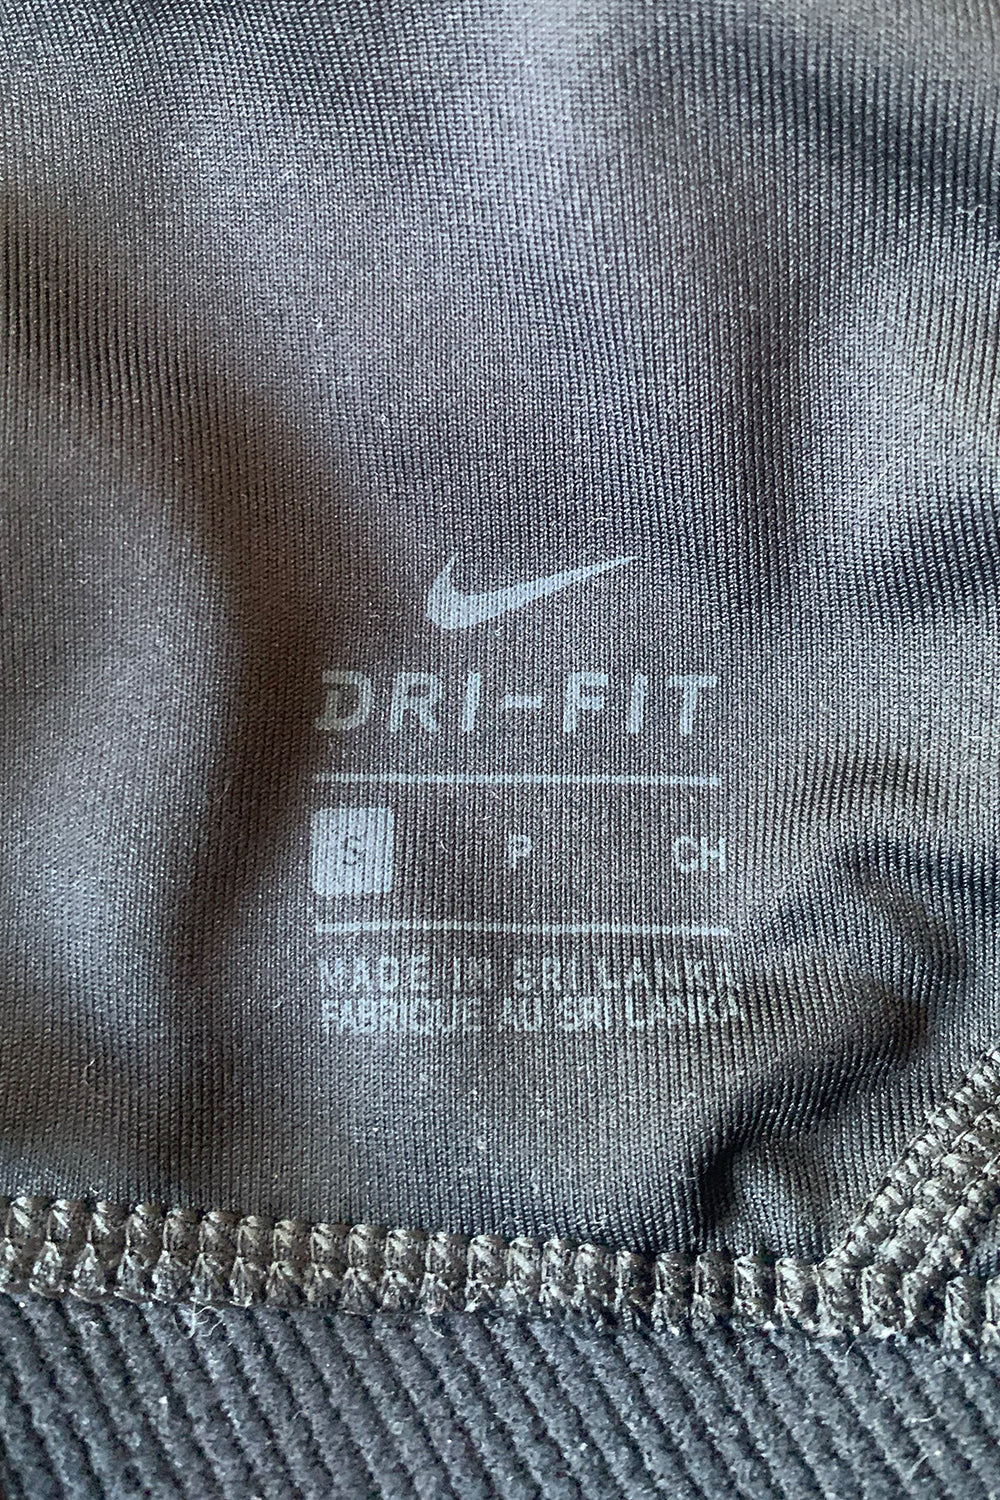 DRI-FIT
S P CH
MADE IN SRI LANKA
FABRIQUE AU SRI LANKA